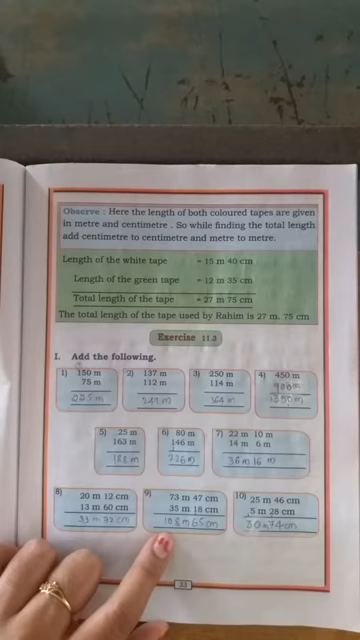 Observe : Here the length of both coloured tapes are given
in metre and centimetre . So while finding the total length
add centimetre to centimetre and metre to metre.
Length of the white tape = 15 m 40 cm
Length of the green tape = 12 m 35 cm
Total length of the tape = 27 m 75 cm
The total length of the tape used by Rahim is 27 m. 75 cm
Exercise 11.3
I. Add the following.
1) 150 m
75 m
225 m
2) 137 m
112 m
249 m
3) 250 m
114 m
364 m
4) 450 m
900 m
1350 m
5) 25 m
163 m
188 m
6) 80 m
146 m
226 m
7) 22 m 10 m
14 m 6 m
36 m 16 m
8) 20 m 12 cm
13 m 60 cm
33 m 72 cm
9) 73 m 47 cm
35 m 18 cm
108 m 65 cm
10) 25 m 46 cm
5 m 28 cm
30 m 74 cm
33